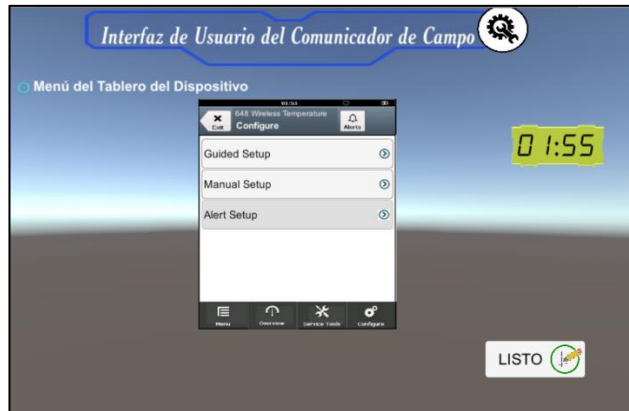 Interfaz de Usuario del Comunicador de Campo
Menú del Tablero del Dispositivo
648 Wireless Temperature
Exit
Configure
Alerts
Guided Setup
Manual Setup
Alert Setup
Menu
Overview
Service Tools
Configure
01:55
LISTO